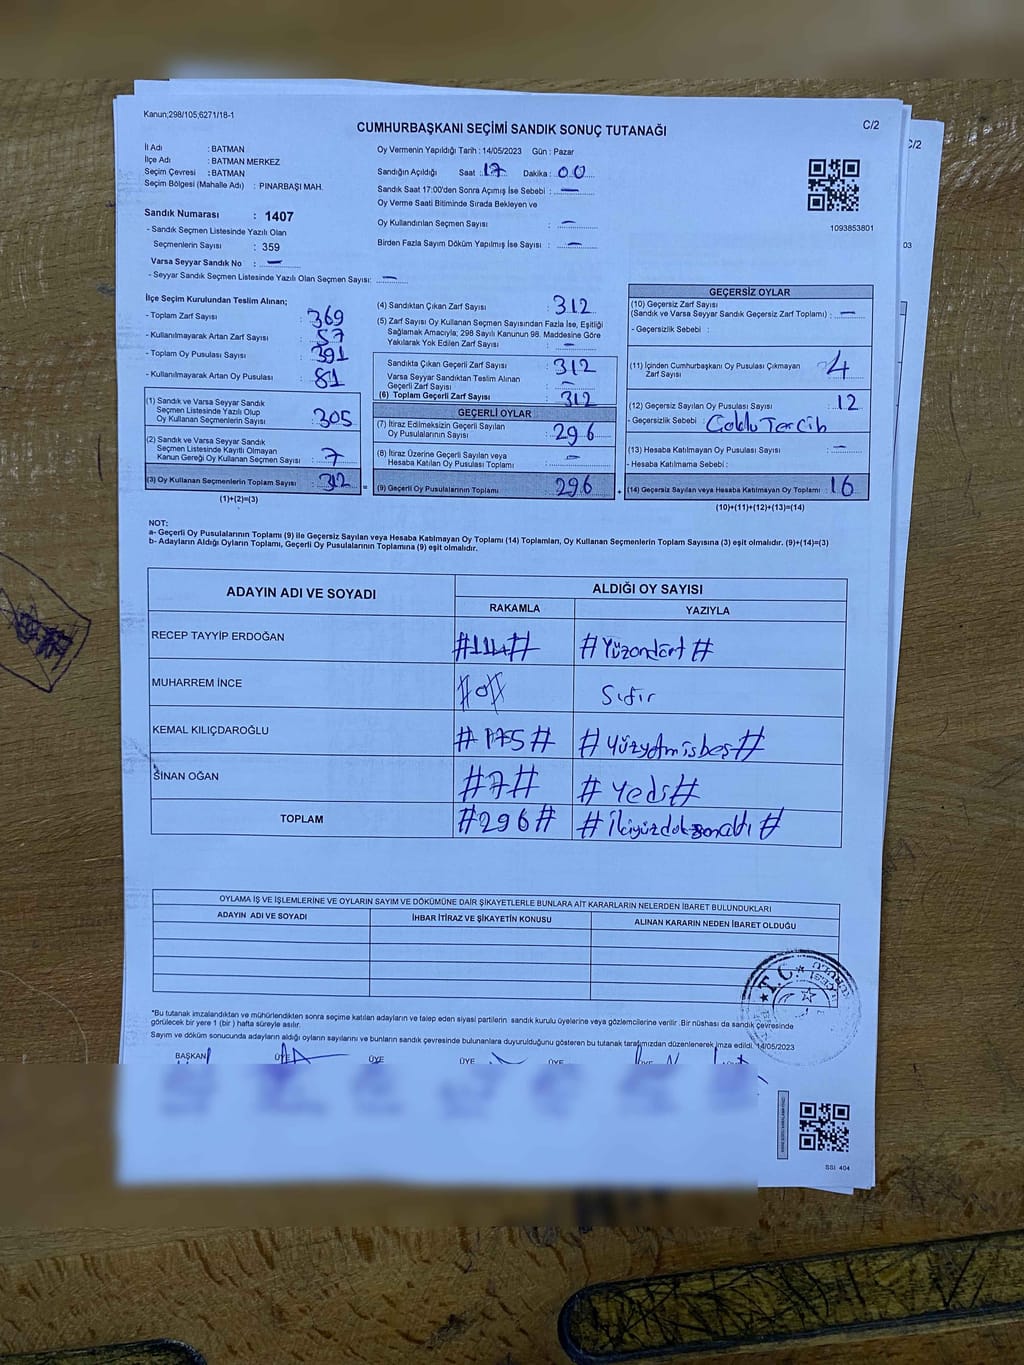 Kanun;298/105;6271/18-1
CUMHURBAŞKANI SEÇİMİ SANDIK SONUÇ TUTANAĞI
C/2
C/2
İl Adı : BATMAN
İlçe Adı : BATMAN MERKEZ
Seçim Çevresi : BATMAN
Seçim Bölgesi (Mahalle Adı) : PINARBAŞI MAH.
Oy Vermenin Yapıldığı Tarih : 14/05/2023 Gün : Pazar
Sandığın Açıldığı Saat : 17 Dakika : 00
Sandık Saat 17:00'den Sonra Açımış İse Sebebi : —
Oy Verme Saati Bitiminde Sırada Bekleyen ve
Oy Kullandırılan Seçmen Sayısı : —
Birden Fazla Sayım Döküm Yapılmış İse Sayısı : —
1093853801
03
Sandık Numarası : 1407
- Sandık Seçmen Listesinde Yazılı Olan
Seçmenlerin Sayısı : 359
Varsa Seyyar Sandık No : —
- Seyyar Sandık Seçmen Listesinde Yazılı Olan Seçmen Sayısı: —
İlçe Seçim Kurulundan Teslim Alınan;
- Toplam Zarf Sayısı : 369
- Kullanılmayarak Artan Zarf Sayısı : 57
- Toplam Oy Pusulası Sayısı : 391
- Kullanılmayarak Artan Oy Pusulası : 81
(1) Sandık ve Varsa Seyyar Sandık
Seçmen Listesinde Yazılı Olup
Oy Kullanan Seçmenlerin Sayısı : 305
(2) Sandık ve Varsa Seyyar Sandık
Seçmen Listesinde Kayıtlı Olmayan
Kanun Gereği Oy Kullanan Seçmen Sayısı : 7
(3) Oy Kullanan Seçmenlerin Toplam Sayısı : 312
(1)+(2)=(3)
=
(4) Sandıktan Çıkan Zarf Sayısı : 312
(5) Zarf Sayısı Oy Kullanan Seçmen Sayısından Fazla İse, Eşitliği
Sağlamak Amacıyla; 298 Sayılı Kanunun 98. Maddesine Göre
Yakılarak Yok Edilen Zarf Sayısı : —
Sandıkta Çıkan Geçerli Zarf Sayısı : 312
Varsa Seyyar Sandıktan Teslim Alınan
Geçerli Zarf Sayısı : —
(6) Toplam Geçerli Zarf Sayısı : 312
GEÇERLİ OYLAR
(7) İtiraz Edilmeksizin Geçerli Sayılan
Oy Pusulalarının Sayısı : 296
(8) İtiraz Üzerine Geçerli Sayılan veya
Hesaba Katılan Oy Pusulası Toplamı : —
(9) Geçerli Oy Pusulalarının Toplamı : 296
+
GEÇERSİZ OYLAR
(10) Geçersiz Zarf Sayısı
(Sandık ve Varsa Seyyar Sandık Geçersiz Zarf Toplamı) : —
- Geçersizlik Sebebi :
(11) İçinden Cumhurbaşkanı Oy Pusulası Çıkmayan
Zarf Sayısı : 4
(12) Geçersiz Sayılan Oy Pusulası Sayısı : 12
- Geçersizlik Sebebi : Çoklu Tercih
(13) Hesaba Katılmayan Oy Pusulası Sayısı : —
- Hesaba Katılmama Sebebi :
(14) Geçersiz Sayılan veya Hesaba Katılmayan Oy Toplamı : 16
(10)+(11)+(12)+(13)=(14)
NOT:
a- Geçerli Oy Pusulalarının Toplamı (9) ile Geçersiz Sayılan veya Hesaba Katılmayan Oy Toplamı (14) Toplamları, Oy Kullanan Seçmenlerin Toplam Sayısına (3) eşit olmalıdır. (9)+(14)=(3)
b- Adayların Aldığı Oyların Toplamı, Geçerli Oy Pusulalarının Toplamına (9) eşit olmalıdır.
ADAYIN ADI VE SOYADI
ALDIĞI OY SAYISI
RAKAMLA YAZIYLA
RECEP TAYYİP ERDOĞAN #114# #Yüzondört#
MUHARREM İNCE #0# Sıfır
KEMAL KILIÇDAROĞLU #175# #Yüzyetmişbeş#
SİNAN OĞAN #7# #Yedi#
TOPLAM #296# #İkiyüzdoksanaltı#
OYLAMA İŞ VE İŞLEMLERİNE VE OYLARIN SAYIM VE DÖKÜMÜNE DAİR ŞİKAYETLERLE BUNLARA AİT KARARLARIN NELERDEN İBARET BULUNDUKLARI
ADAYIN ADI VE SOYADI İHBAR İTİRAZ VE ŞİKAYETİN KONUSU ALINAN KARARIN NEDEN İBARET OLDUĞU
T.C.
"Bu tutanak imzalandıktan ve mühürlendikten sonra seçime katılan adayların ve talep eden siyasi partilerin sandık kurulu üyelerine veya gözlemcilerine verilir .Bir nüshası da sandık çevresinde
görülecek bir yere 1 (bir ) hafta süreyle asılır.
Sayım ve döküm sonucunda adayların aldığı oyların sayılarını ve bunların sandık çevresinde bulunanlara duyurulduğunu gösteren bu tutanak tarafımızdan düzenlenerek imza edildi. 14/05/2023
BAŞKAN ÜYE ÜYE ÜYE ÜYE ÜYE
SSI 404